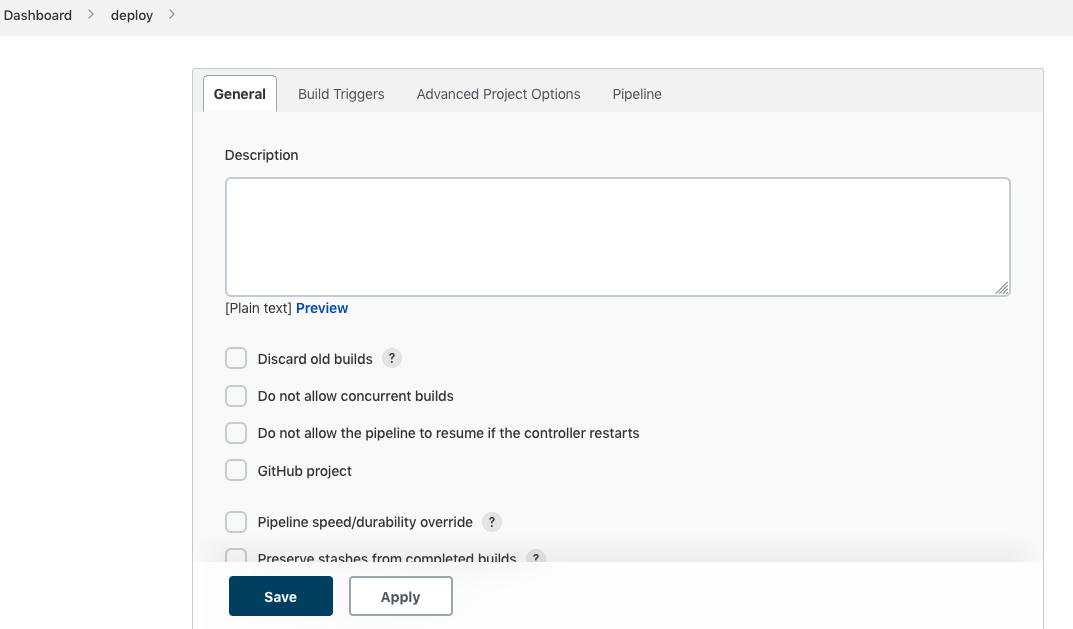 Dashboard > deploy >
General Build Triggers Advanced Project Options Pipeline
Description
[Plain text] Preview
Discard old builds ?
Do not allow concurrent builds
Do not allow the pipeline to resume if the controller restarts
GitHub project
Pipeline speed/durability override ?
Preserve stashes from completed builds ?
Save Apply